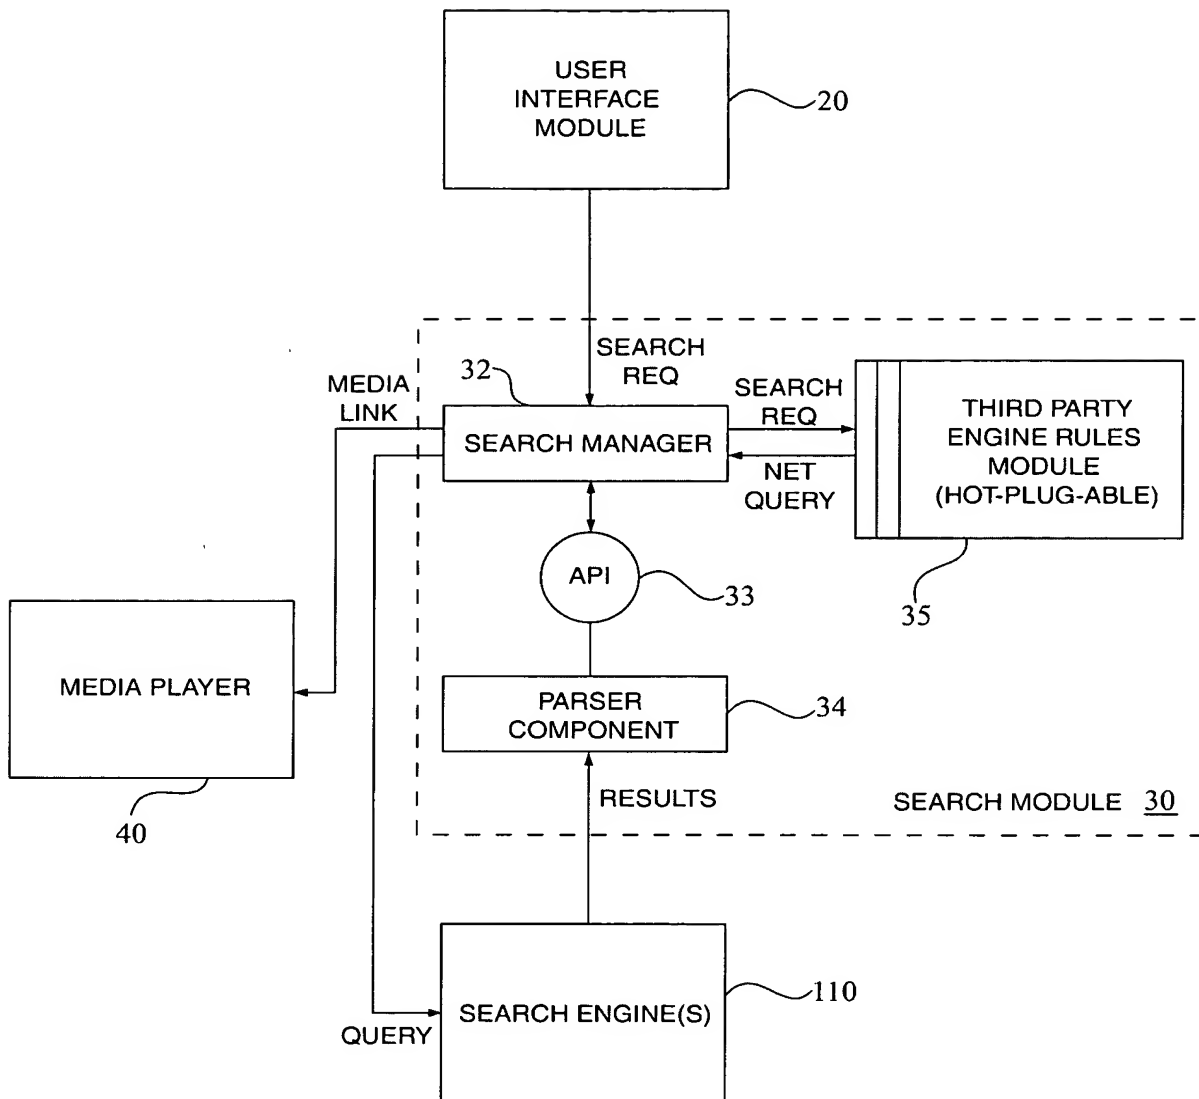 USER
INTERFACE
MODULE
20
SEARCH
REQ
32
MEDIA
LINK
SEARCH MANAGER
SEARCH
REQ
NET
QUERY
THIRD PARTY
ENGINE RULES
MODULE
(HOT-PLUG-ABLE)
35
API
33
MEDIA PLAYER
40
PARSER
COMPONENT
34
RESULTS
SEARCH MODULE 30
SEARCH ENGINE(S)
110
QUERY